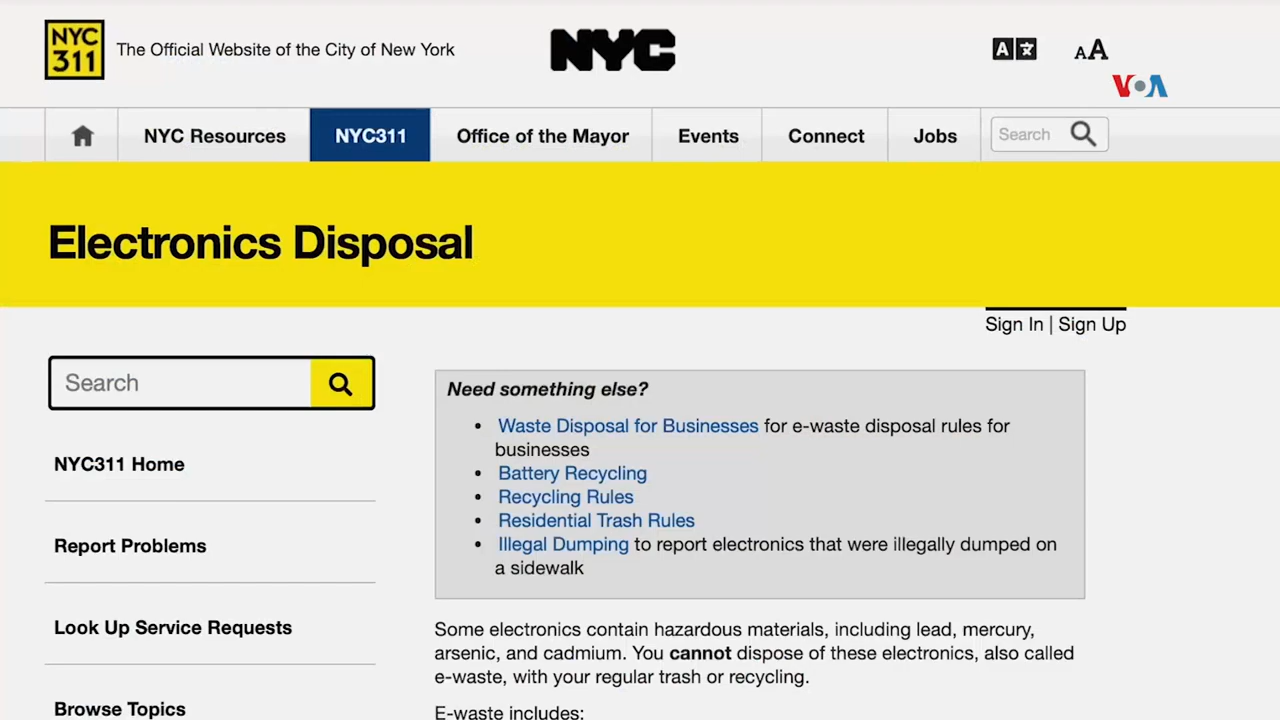 NYC
311
The Official Website of the City of New York
NYC
A
AA
VOA
NYC Resources
NYC311
Office of the Mayor
Events
Connect
Jobs
Search
Electronics Disposal
Sign In | Sign Up
Search
Need something else?
• Waste Disposal for Businesses for e-waste disposal rules for
businesses
• Battery Recycling
• Recycling Rules
• Residential Trash Rules
• Illegal Dumping to report electronics that were illegally dumped on
a sidewalk
NYC311 Home
Report Problems
Look Up Service Requests
Browse Topics
Some electronics contain hazardous materials, including lead, mercury,
arsenic, and cadmium. You cannot dispose of these electronics, also called
e-waste, with your regular trash or recycling.
E-waste includes: